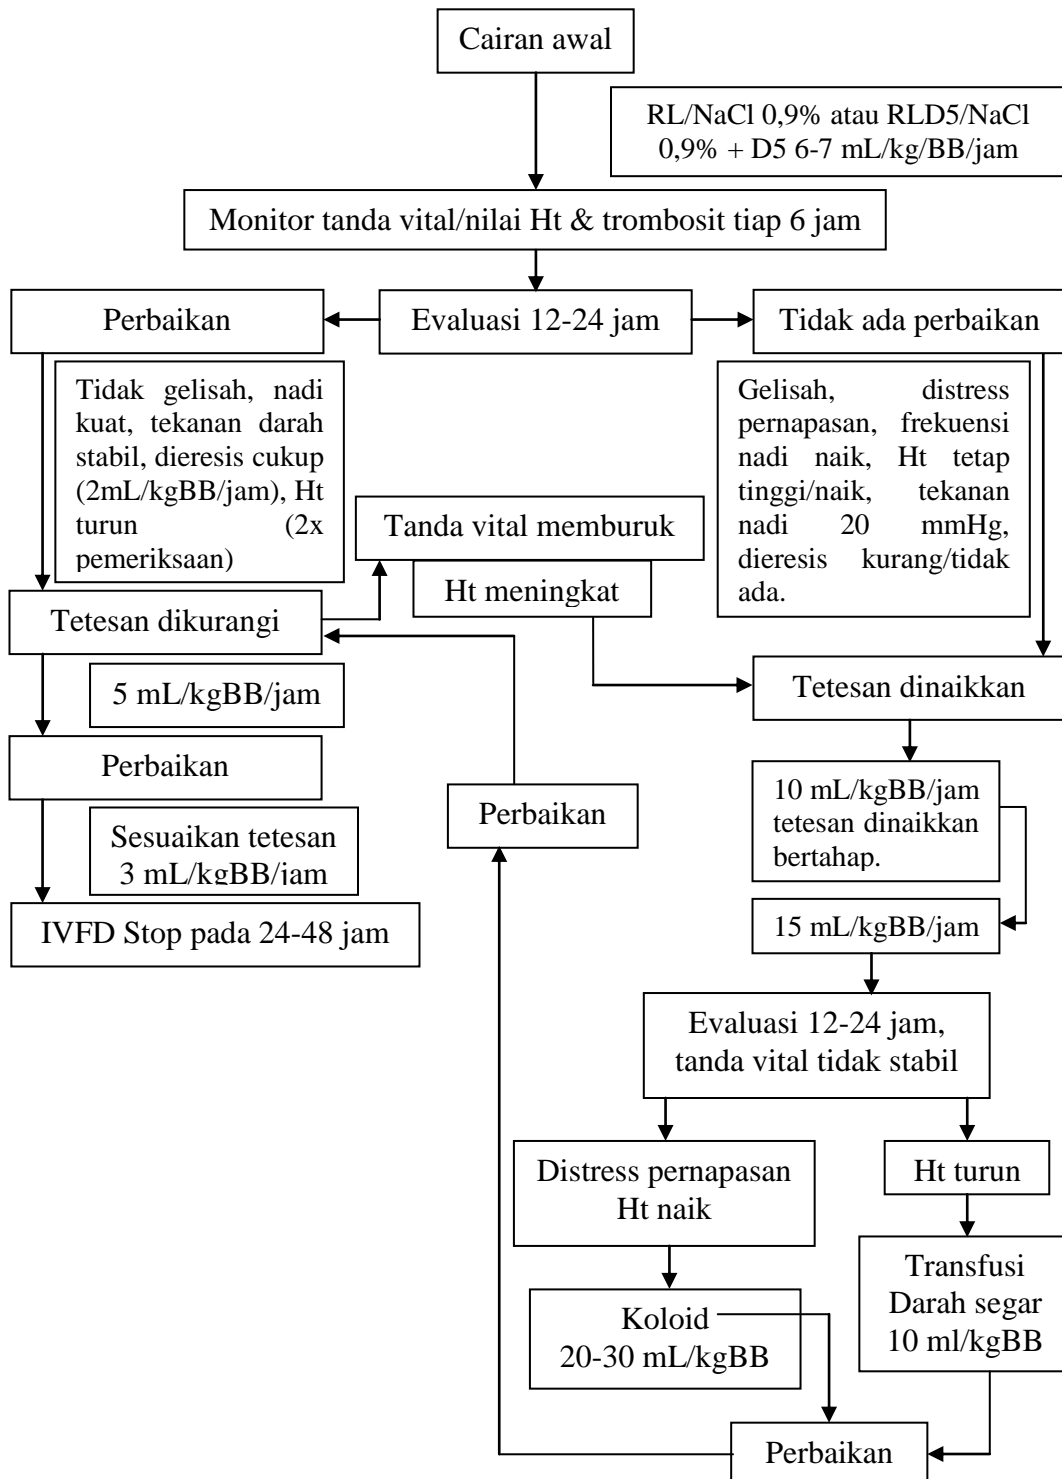 Cairan awal
RL/NaCl 0,9% atau RLD5/NaCl
0,9% + D5 6-7 mL/kg/BB/jam
Monitor tanda vital/nilai Ht & trombosit tiap 6 jam
Perbaikan
Evaluasi 12-24 jam
Tidak ada perbaikan
Tidak gelisah, nadi
kuat, tekanan darah
stabil, dieresis cukup
(2mL/kgBB/jam), Ht
turun (2x
pemeriksaan)
Gelisah, distress
pernapasan, frekuensi
nadi naik, Ht tetap
tinggi/naik, tekanan
nadi 20 mmHg,
dieresis kurang/tidak
ada.
Tanda vital memburuk
Ht meningkat
Tetesan dikurangi
Tetesan dinaikkan
5 mL/kgBB/jam
Perbaikan
Sesuaikan tetesan
3 mL/kgBB/jam
IVFD Stop pada 24-48 jam
Perbaikan
10 mL/kgBB/jam
tetesan dinaikkan
bertahap.
15 mL/kgBB/jam
Evaluasi 12-24 jam,
tanda vital tidak stabil
Distress pernapasan
Ht naik
Ht turun
Koloid
20-30 mL/kgBB
Transfusi
Darah segar
10 ml/kgBB
Perbaikan